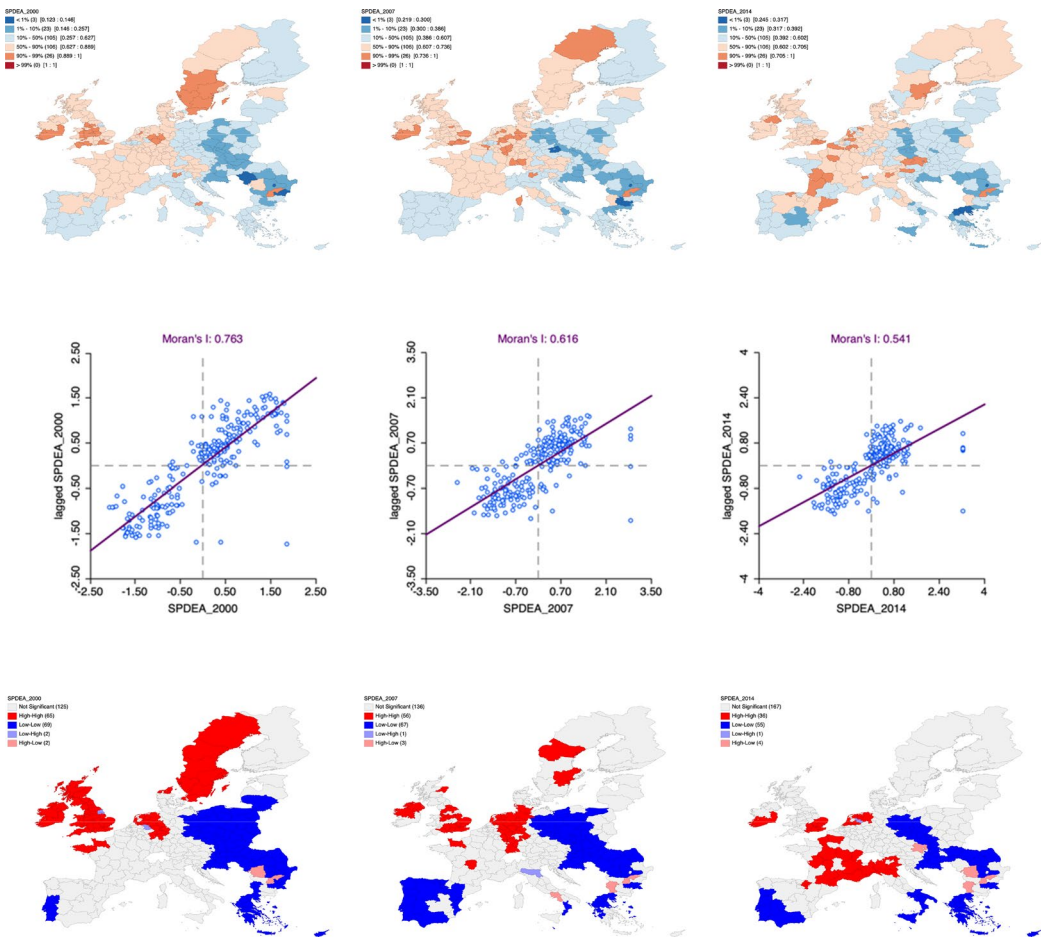 SPDEA_2000
< 1% (3) [0.123 : 0.146]
1% - 10% (23) [0.146 : 0.257]
10% - 50% (105) [0.257 : 0.627]
50% - 90% (106) [0.627 : 0.889]
90% - 99% (26) [0.889 : 1]
> 99% (0) [1 : 1]
SPDEA_2007
< 1% (3) [0.219 : 0.300]
1% - 10% (23) [0.300 : 0.386]
10% - 50% (105) [0.386 : 0.607]
50% - 90% (106) [0.607 : 0.736]
90% - 99% (26) [0.736 : 1]
> 99% (0) [1 : 1]
SPDEA_2014
< 1% (3) [0.245 : 0.317]
1% - 10% (23) [0.317 : 0.392]
10% - 50% (105) [0.392 : 0.602]
50% - 90% (106) [0.602 : 0.705]
90% - 99% (26) [0.705 : 1]
> 99% (0) [1 : 1]
Moran's I: 0.763
2.50
1.50
0.50
-0.50
-1.50
-2.50
lagged SPDEA_2000
-2.50 -1.50 -0.50 0.50 1.50 2.50
SPDEA_2000
Moran's I: 0.616
3.50
2.10
0.70
-0.70
-2.10
-3.50
lagged SPDEA_2007
-3.50 -2.10 -0.70 0.70 2.10 3.50
SPDEA_2007
Moran's I: 0.541
4
2.40
0.80
-0.80
-2.40
-4
lagged SPDEA_2014
-4 -2.40 -0.80 0.80 2.40 4
SPDEA_2014
SPDEA_2000
Not Significant (125)
High-High (65)
Low-Low (69)
Low-High (2)
High-Low (2)
SPDEA_2007
Not Significant (136)
High-High (56)
Low-Low (67)
Low-High (1)
High-Low (3)
SPDEA_2014
Not Significant (167)
High-High (36)
Low-Low (55)
Low-High (1)
High-Low (4)